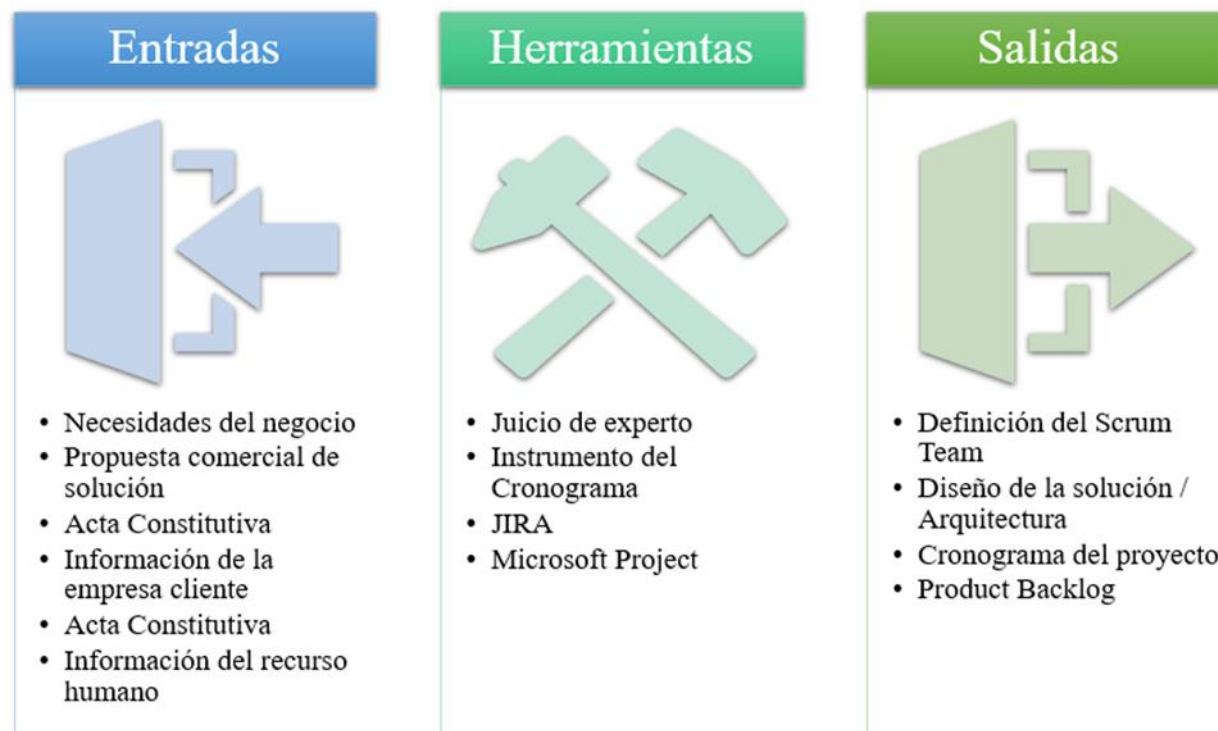 Entradas
• Necesidades del negocio
• Propuesta comercial de
solución
• Acta Constitutiva
• Información de la
empresa cliente
• Acta Constitutiva
• Información del recurso
humano
Herramientas
• Juicio de experto
• Instrumento del
Cronograma
• JIRA
• Microsoft Project
Salidas
• Definición del Scrum
Team
• Diseño de la solución /
Arquitectura
• Cronograma del proyecto
• Product Backlog